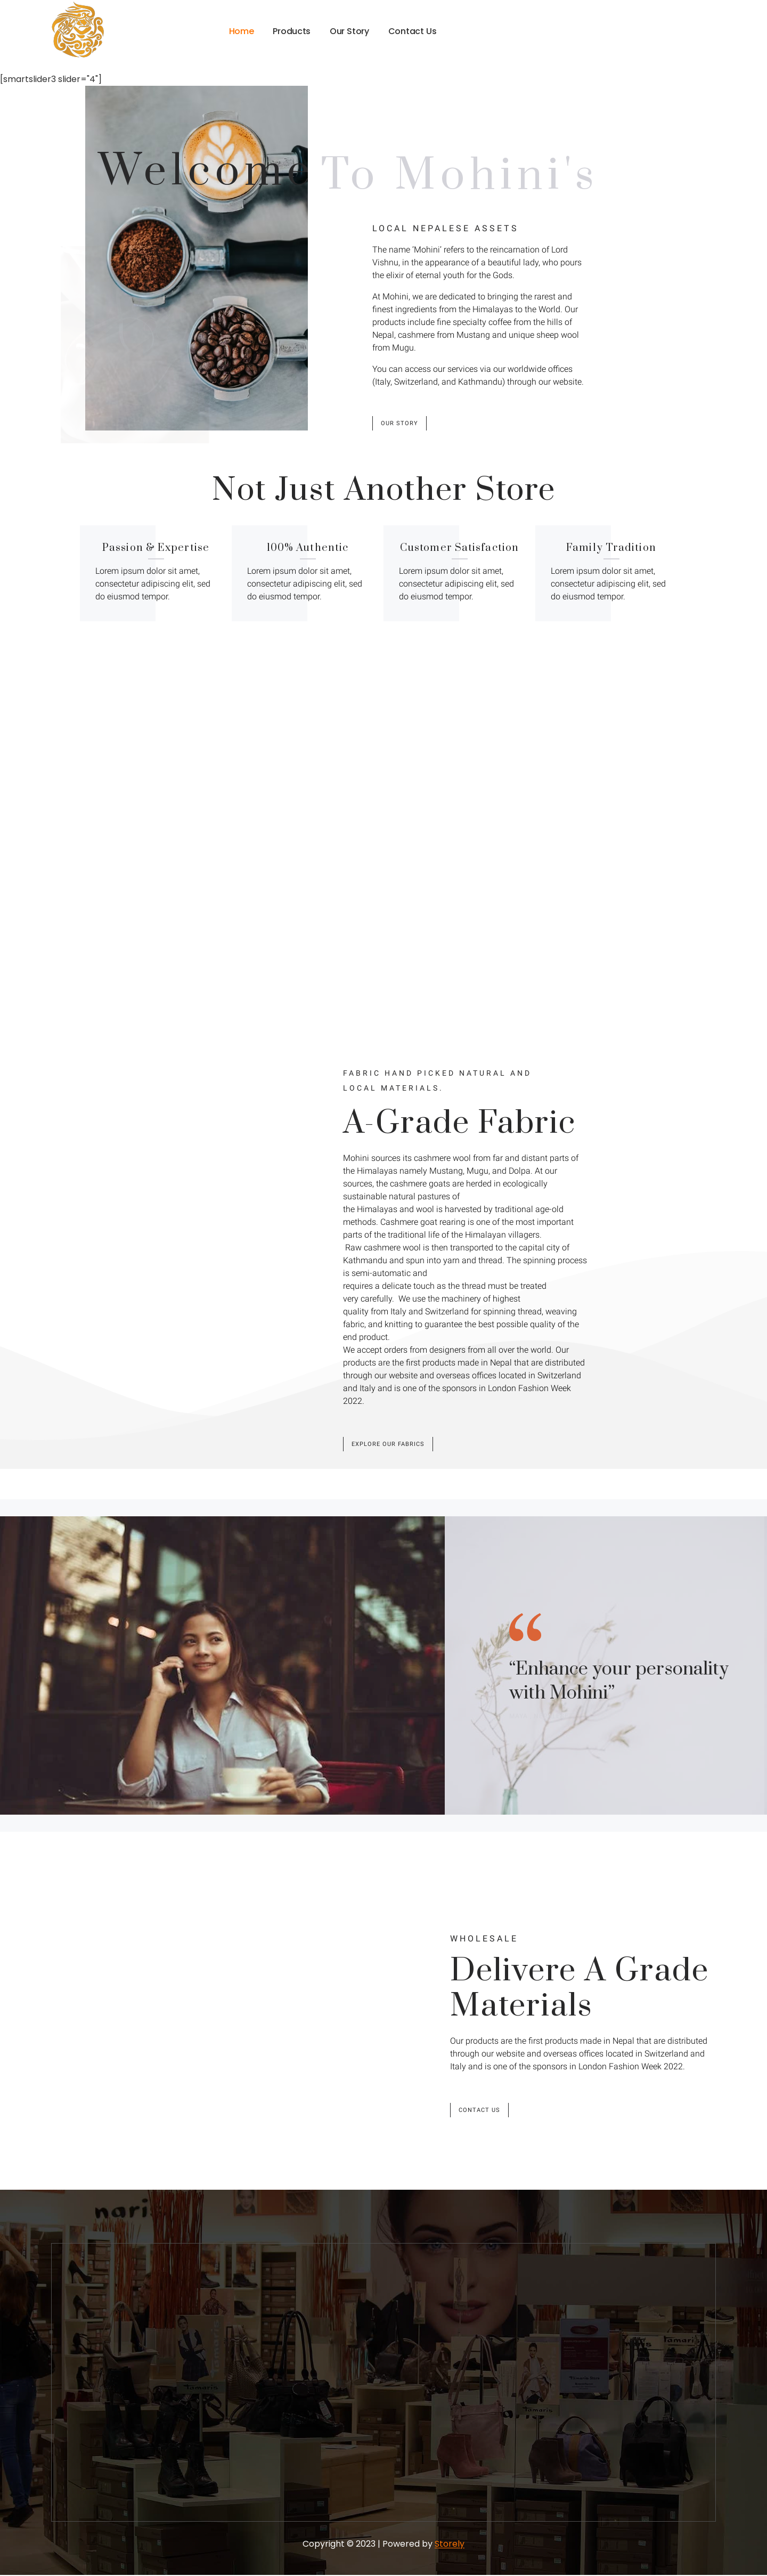 Home Products Our Story Contact Us
[smartslider3 slider="4"]
Welcome To Mohini's
LOCAL NEPALESE ASSETS
The name ‘Mohini’ refers to the reincarnation of Lord
Vishnu, in the appearance of a beautiful lady, who pours
the elixir of eternal youth for the Gods.
At Mohini, we are dedicated to bringing the rarest and
finest ingredients from the Himalayas to the World. Our
products include fine specialty coffee from the hills of
Nepal, cashmere from Mustang and unique sheep wool
from Mugu.
You can access our services via our worldwide offices
(Italy, Switzerland, and Kathmandu) through our website.
OUR STORY
Not Just Another Store
Passion & Expertise
Lorem ipsum dolor sit amet,
consectetur adipiscing elit, sed
do eiusmod tempor.
100% Authentic
Lorem ipsum dolor sit amet,
consectetur adipiscing elit, sed
do eiusmod tempor.
Customer Satisfaction
Lorem ipsum dolor sit amet,
consectetur adipiscing elit, sed
do eiusmod tempor.
Family Tradition
Lorem ipsum dolor sit amet,
consectetur adipiscing elit, sed
do eiusmod tempor.
FABRIC HAND PICKED NATURAL AND
LOCAL MATERIALS.
A-Grade Fabric
Mohini sources its cashmere wool from far and distant parts of
the Himalayas namely Mustang, Mugu, and Dolpa. At our
sources, the cashmere goats are herded in ecologically
sustainable natural pastures of
the Himalayas and wool is harvested by traditional age-old
methods. Cashmere goat rearing is one of the most important
parts of the traditional life of the Himalayan villagers.
Raw cashmere wool is then transported to the capital city of
Kathmandu and spun into yarn and thread. The spinning process
is semi-automatic and
requires a delicate touch as the thread must be treated
very carefully. We use the machinery of highest
quality from Italy and Switzerland for spinning thread, weaving
fabric, and knitting to guarantee the best possible quality of the
end product.
We accept orders from designers from all over the world. Our
products are the first products made in Nepal that are distributed
through our website and overseas offices located in Switzerland
and Italy and is one of the sponsors in London Fashion Week
2022.
EXPLORE OUR FABRICS
“Enhance your personality
with Mohini”
WHOLESALE
Delivere A Grade
Materials
Our products are the first products made in Nepal that are distributed
through our website and overseas offices located in Switzerland and
Italy and is one of the sponsors in London Fashion Week 2022.
CONTACT US
Copyright © 2023 | Powered by Storely